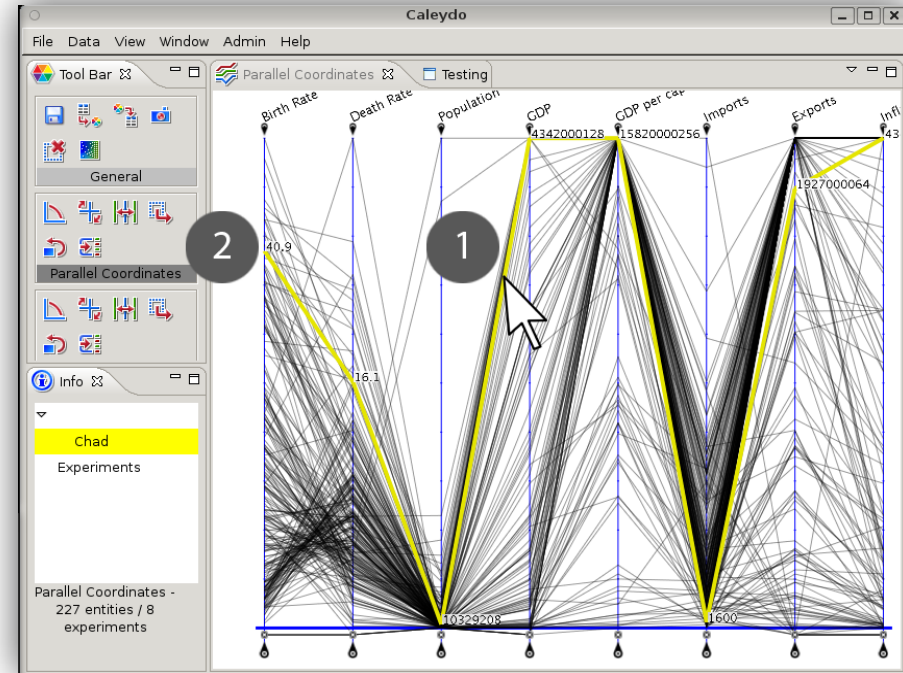 Caleydo
File Data View Window Admin Help
Tool Bar
General
Parallel Coordinates
Info
Chad
Experiments
Parallel Coordinates -
227 entities / 8
experiments
Parallel Coordinates
Testing
Birth Rate
Death Rate
Population
GDP
GDP per cap
Imports
Exports
Infl
4342000128
15820000256
43
1927000064
2
1
40.9
16.1
10329208
1600